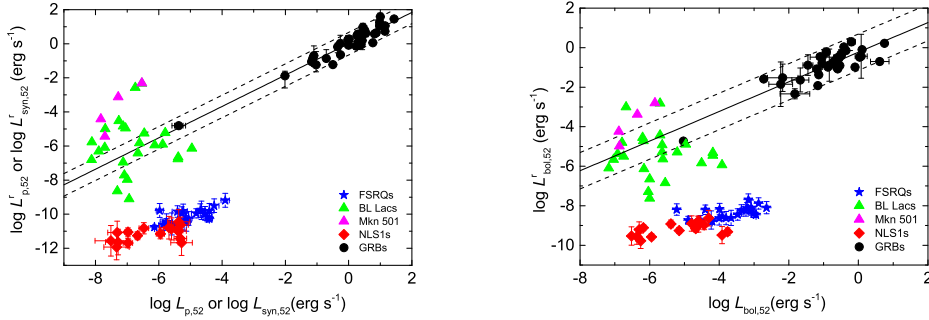 log L^r_p,52 or log L^r_syn,52 (erg s^-1)
2
0
-2
-4
-6
-8
-10
-12
-8 -6 -4 -2 0 2
log L_p,52 or log L_syn,52(erg s^-1)
FSRQs
BL Lacs
Mkn 501
NLS1s
GRBs
log L^r_bol,52 (erg s^-1)
2
0
-2
-4
-6
-8
-10
-8 -6 -4 -2 0 2
log L_bol,52(erg s^-1)
FSRQs
BL Lacs
Mkn 501
NLS1s
GRBs